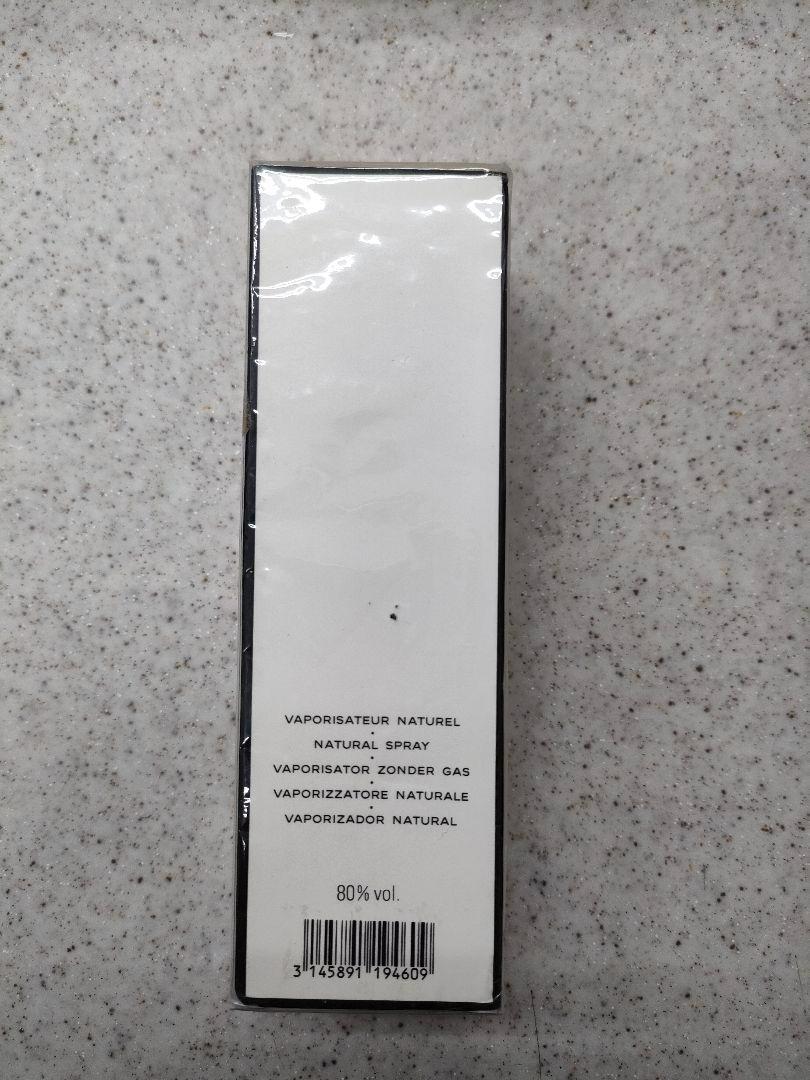 VAPORISATEUR NATUREL
NATURAL SPRAY
VAPORISATOR ZONDER GAS
VAPORIZZATORE NATURALE
VAPORIZADOR NATURAL
80% vol.
3 145891 194609